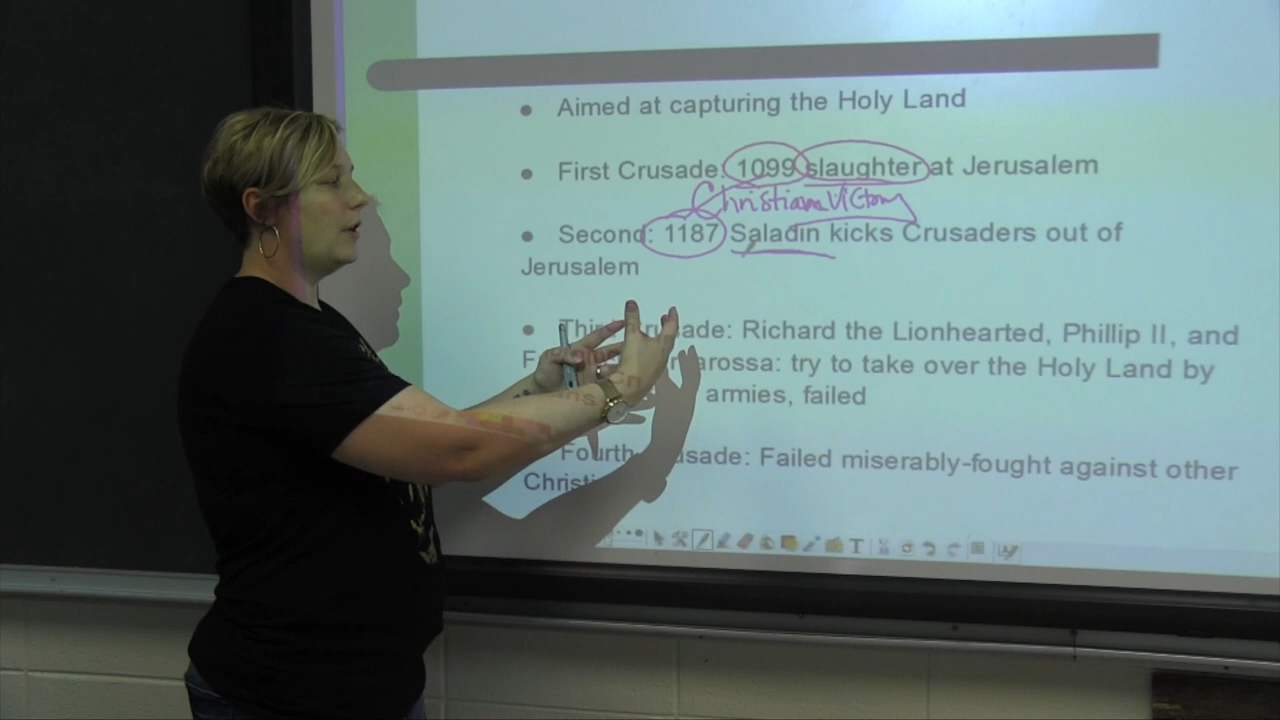 • Aimed at capturing the Holy Land
• First Crusade: 1099 slaughter at Jerusalem
Christian Victory
• Second: 1187 Saladin kicks Crusaders out of
Jerusalem
• Third Crusade: Richard the Lionhearted, Phillip II, and
arossa: try to take over the Holy Land by
armies, failed
Fourth usade: Failed miserably-fought against other
Christi
T